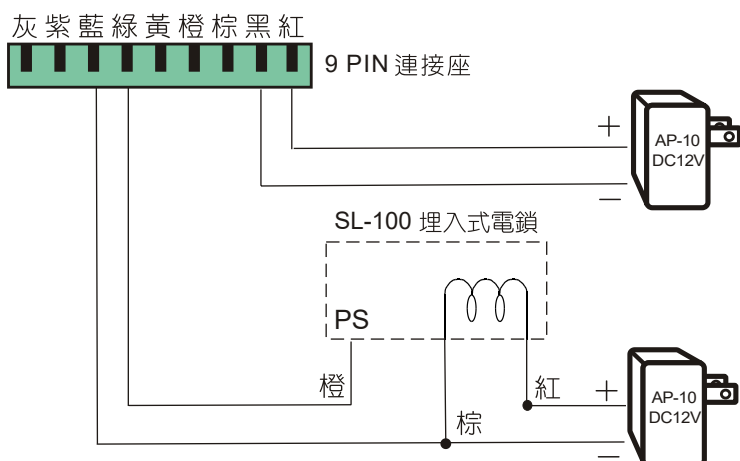 灰紫藍綠黃橙棕黑紅
9 PIN 連接座
+
AP-10
DC12V
—
SL-100 埋入式電鎖
PS
橙
紅
+
AP-10
DC12V
棕
—